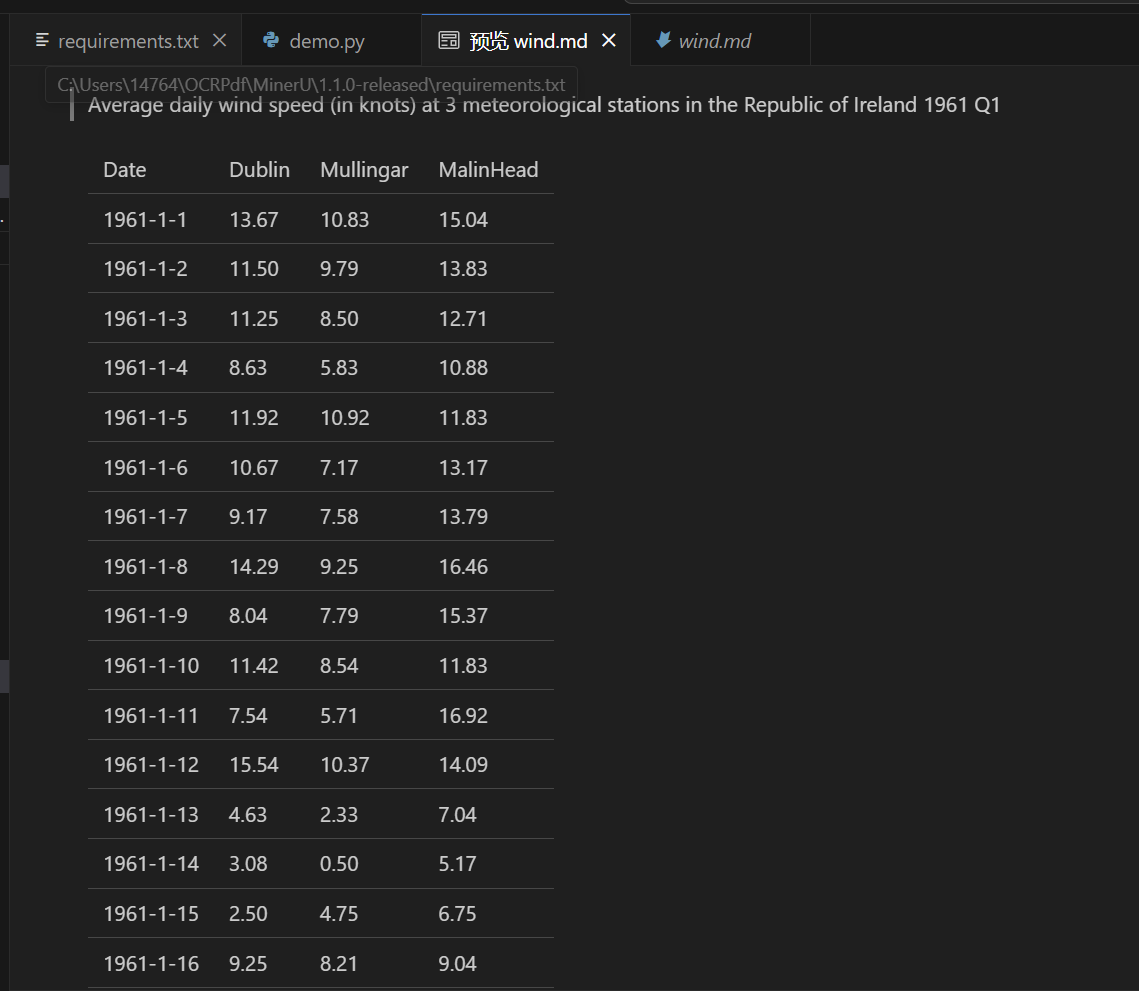 requirements.txt demo.py 预览 wind.md wind.md
C:\Users\14764\OCRPdf\MinerU\1.1.0-released\requirements.txt
Average daily wind speed (in knots) at 3 meteorological stations in the Republic of Ireland 1961 Q1
Date Dublin Mullingar MalinHead
1961-1-1 13.67 10.83 15.04
1961-1-2 11.50 9.79 13.83
1961-1-3 11.25 8.50 12.71
1961-1-4 8.63 5.83 10.88
1961-1-5 11.92 10.92 11.83
1961-1-6 10.67 7.17 13.17
1961-1-7 9.17 7.58 13.79
1961-1-8 14.29 9.25 16.46
1961-1-9 8.04 7.79 15.37
1961-1-10 11.42 8.54 11.83
1961-1-11 7.54 5.71 16.92
1961-1-12 15.54 10.37 14.09
1961-1-13 4.63 2.33 7.04
1961-1-14 3.08 0.50 5.17
1961-1-15 2.50 4.75 6.75
1961-1-16 9.25 8.21 9.04